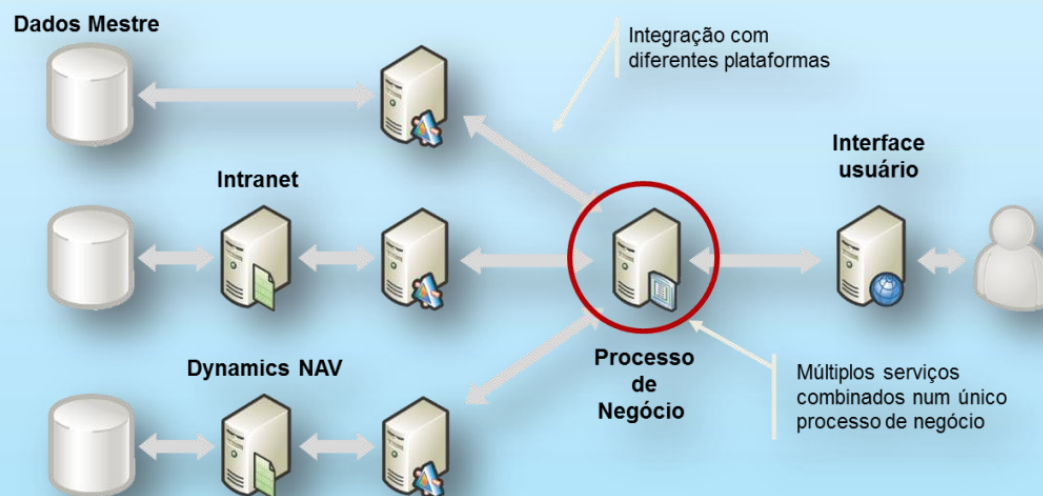 Dados Mestre
Integração com
diferentes plataformas
Interface
usuário
Intranet
Dynamics NAV
Processo
de
Negócio
Múltiplos serviços
combinados num único
processo de negócio